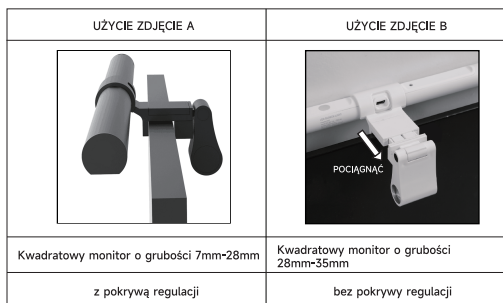 UŻYCIE ZDJĘCIE A
UŻYCIE ZDJĘCIE B
POCIĄGNĄĆ
Kwadratowy monitor o grubości 7mm-28mm
Kwadratowy monitor o grubości
28mm-35mm
z pokrywą regulacji
bez pokrywy regulacji